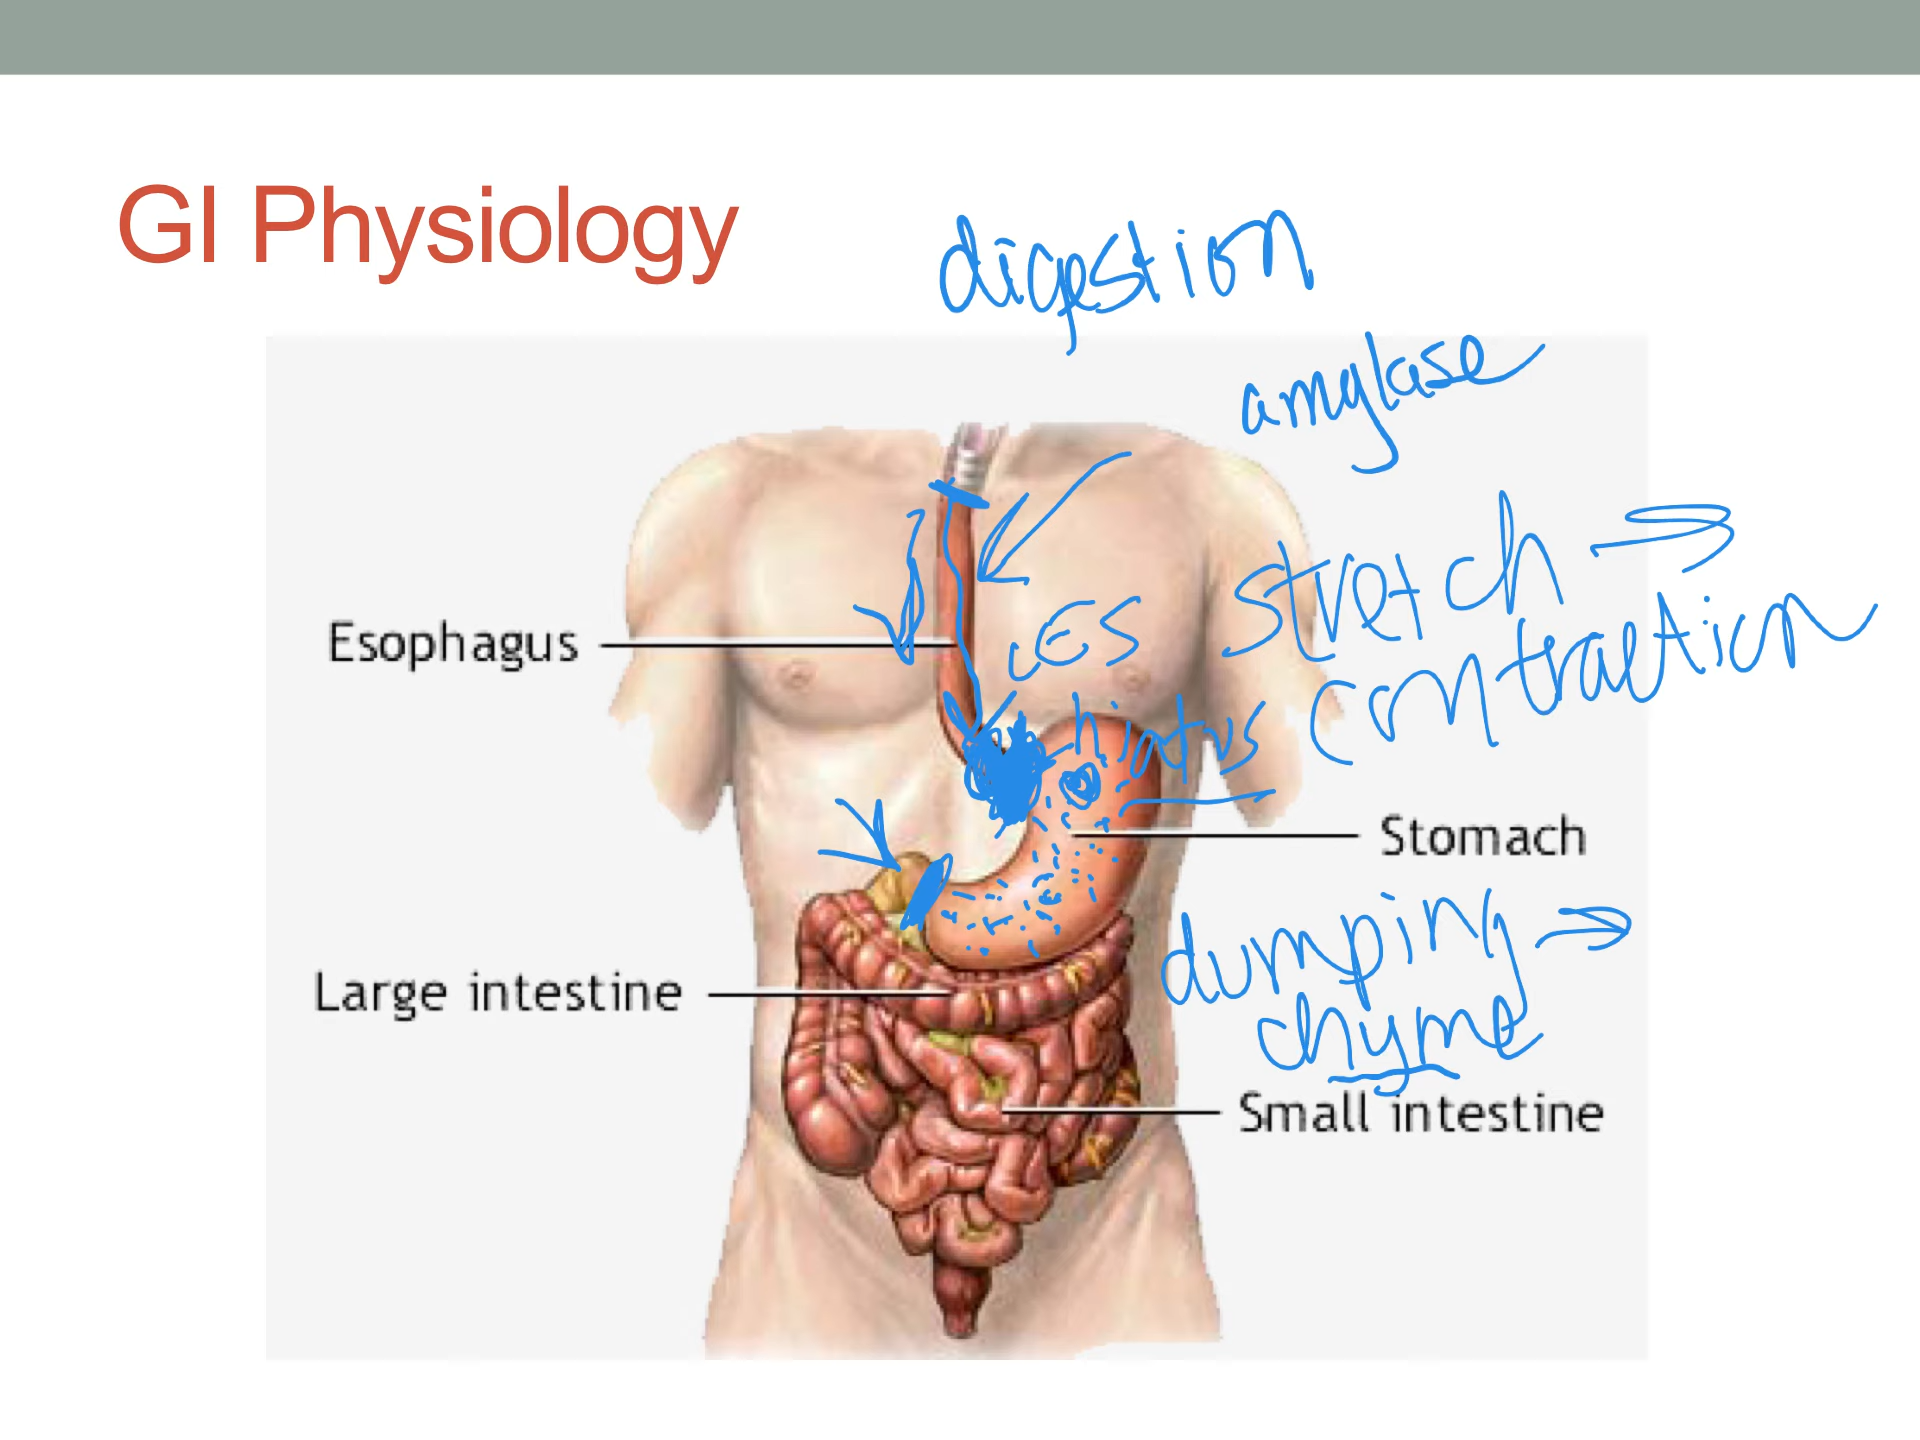 GI Physiology
digestion
amylase
stretch →
contraction
Esophagus
LES
hiatus
Stomach
dumping →
chyme
Large intestine
Small intestine